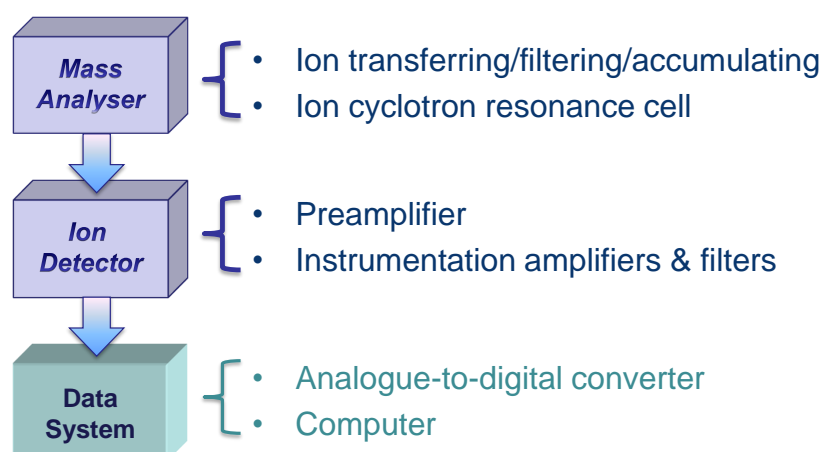 Mass
Analyser
• Ion transferring/filtering/accumulating
• Ion cyclotron resonance cell
Ion
Detector
• Preamplifier
• Instrumentation amplifiers & filters
Data
System
• Analogue-to-digital converter
• Computer